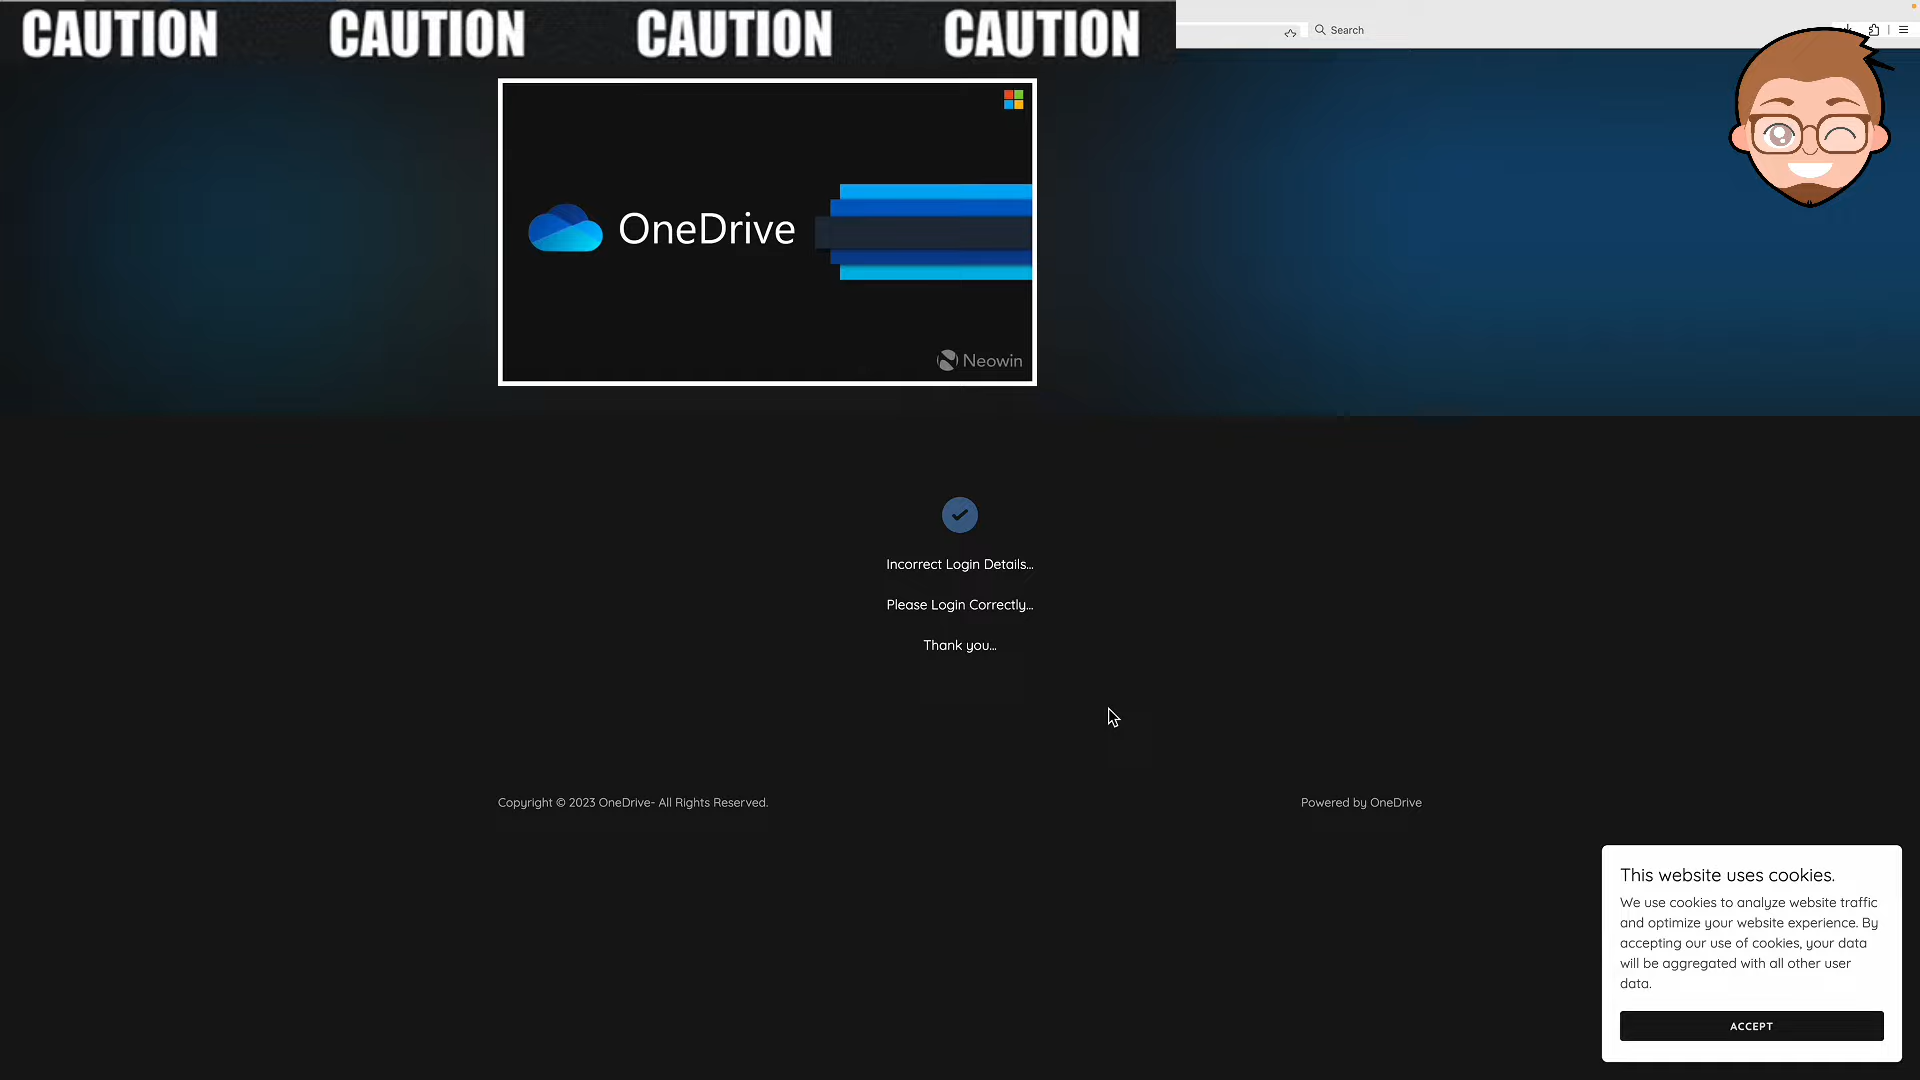 CAUTION CAUTION CAUTION CAUTION
Search
OneDrive
Neowin
Incorrect Login Details...
Please Login Correctly...
Thank you...
Copyright © 2023 OneDrive- All Rights Reserved.
Powered by OneDrive
This website uses cookies.
We use cookies to analyze website traffic
and optimize your website experience. By
accepting our use of cookies, your data
will be aggregated with all other user
data.
ACCEPT